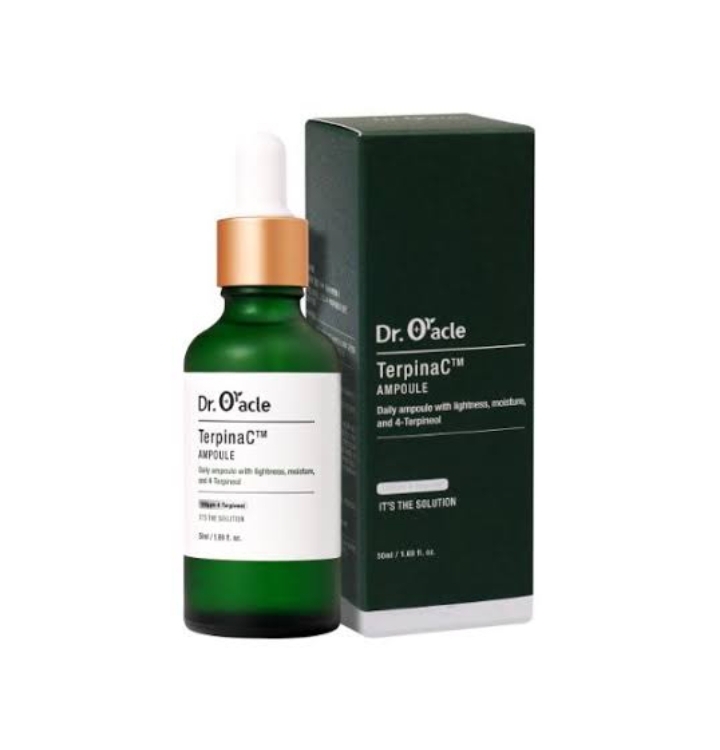 Dr. Oracle
TerpinaC™
AMPOULE
Daily ampoule with lightness, moisture,
and 4-Terpineol
IT'S THE SOLUTION
50ml / 1.69 fl. oz.
Dr. Oracle
TerpinaC™
AMPOULE
Daily ampoule with lightness, moisture,
and 4-Terpineol
IT'S THE SOLUTION
50ml / 1.69 fl. oz.